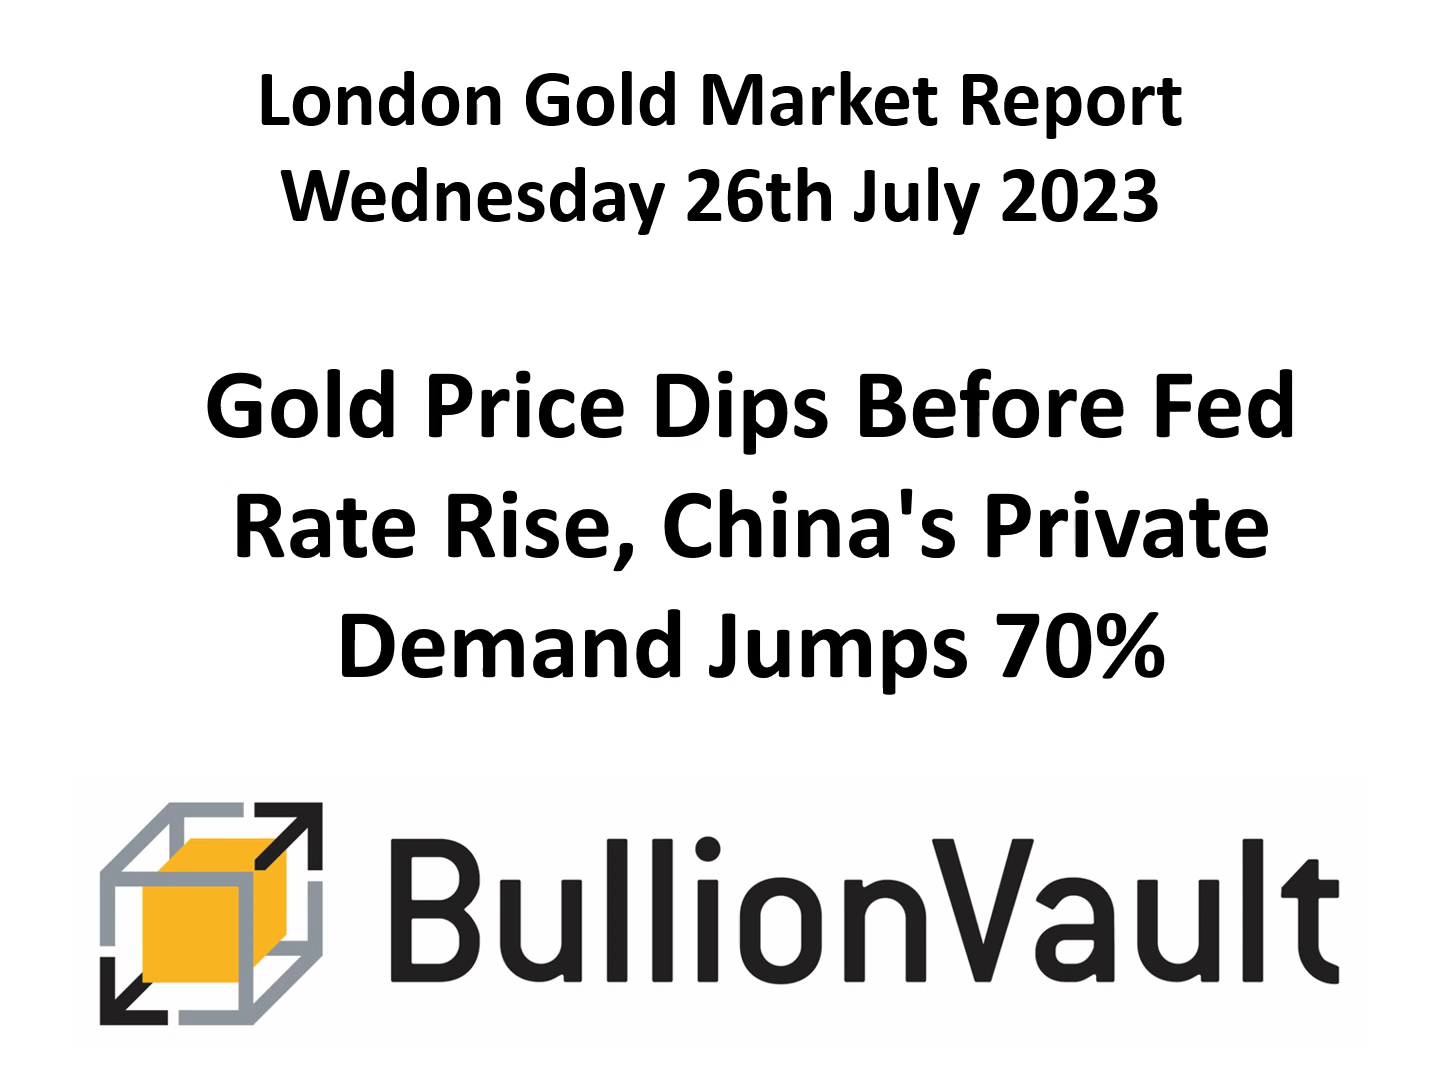 London Gold Market Report
Wednesday 26th July 2023
Gold Price Dips Before Fed
Rate Rise, China's Private
Demand Jumps 70%
BullionVault